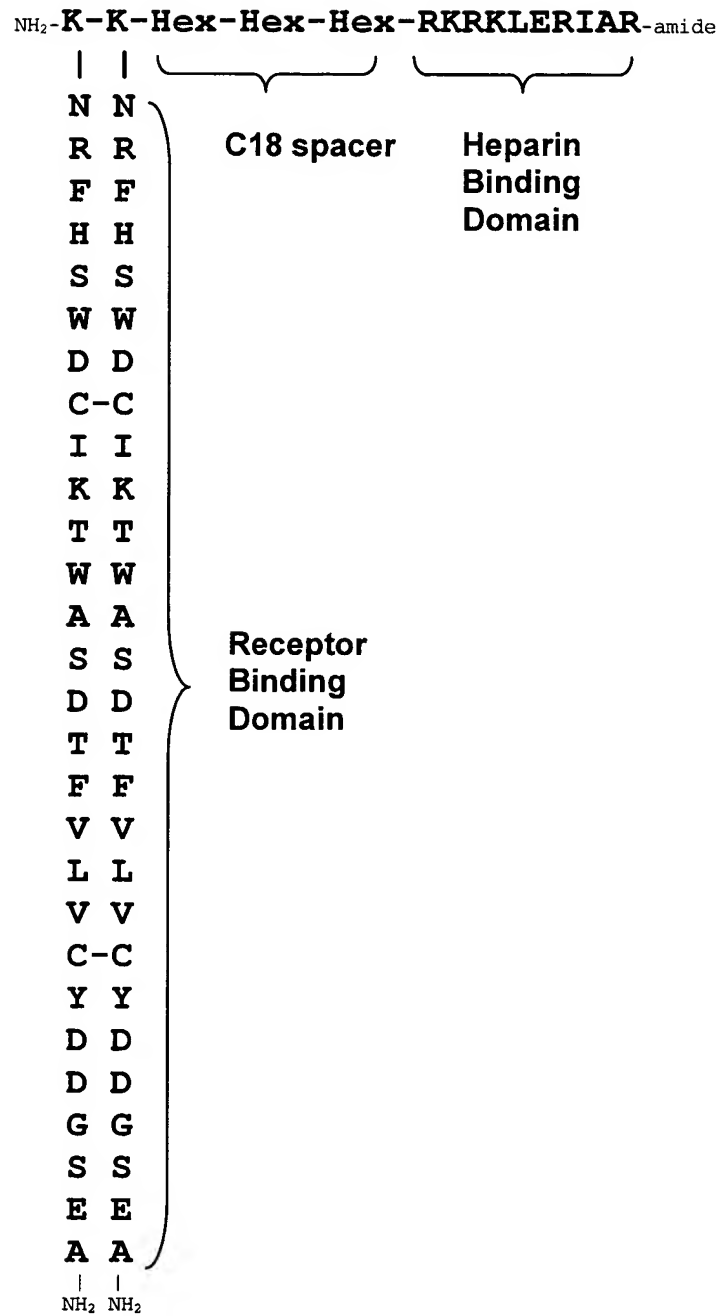 NH₂-K-K-Hex-Hex-Hex-RKRKLERIAR-amide
N N
R R
F F
H H
S S
W W
D D
C-C
I I
K K
T T
W W
A A
S S
D D
T T
F F
V V
L L
V V
C-C
Y Y
D D
D D
G G
S S
E E
A A
NH₂ NH₂
C18 spacer
Heparin
Binding
Domain
Receptor
Binding
Domain